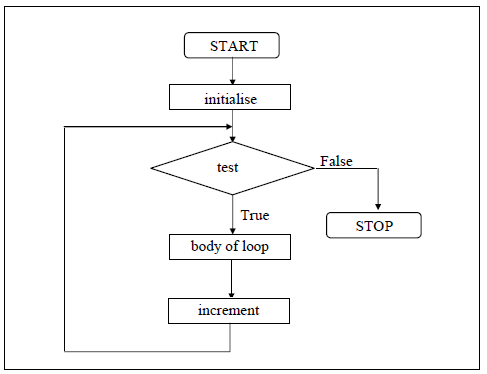 START
initialise
test
False
True
STOP
body of loop
increment